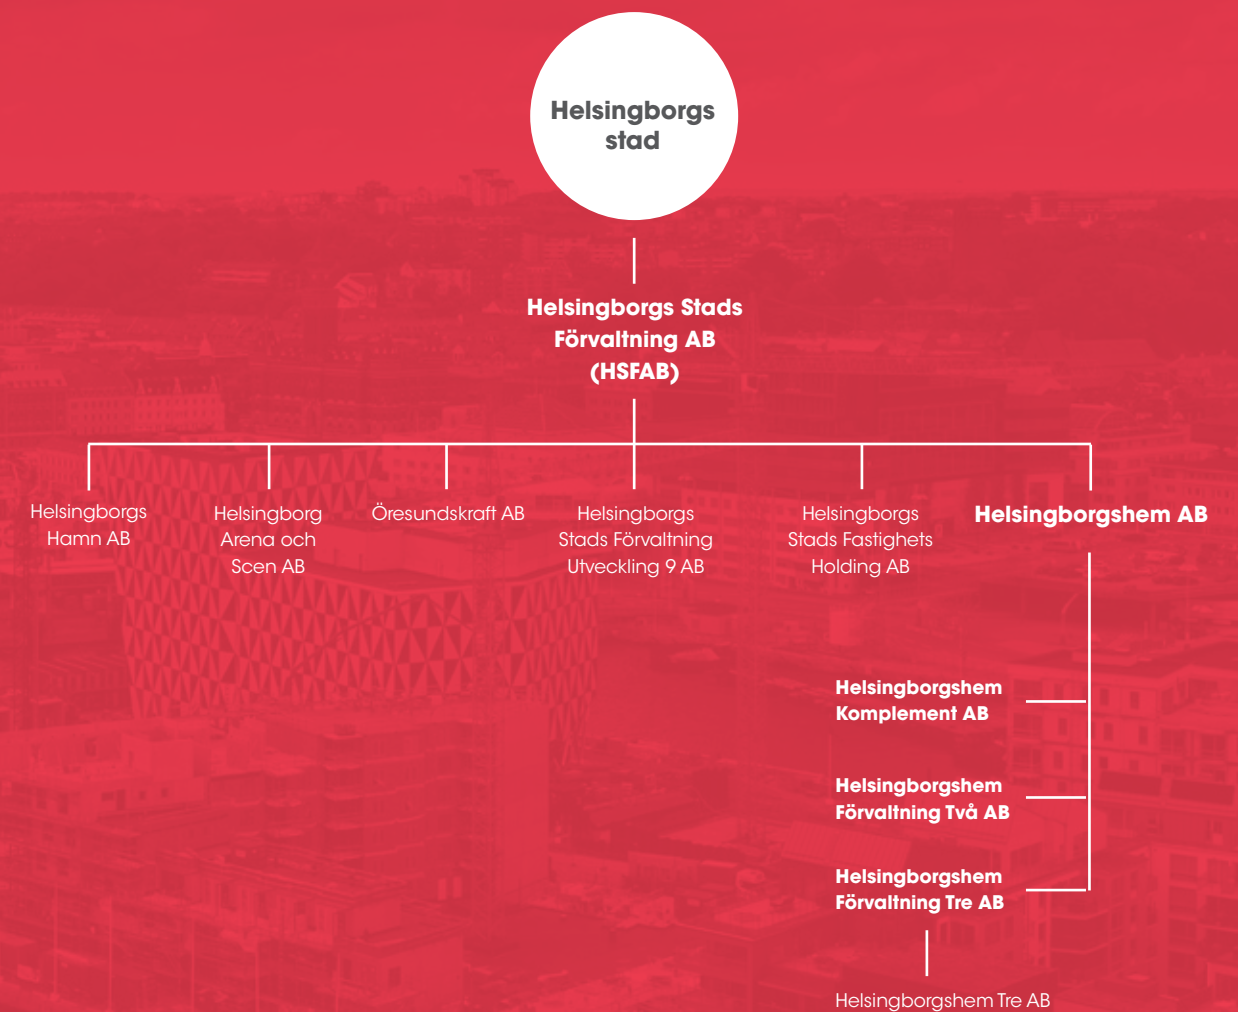 Helsingborgs
stad
Helsingborgs Stads
Förvaltning AB
(HSFAB)
Helsingborgs
Hamn AB
Helsingborg
Arena och
Scen AB
Öresundskraft AB
Helsingborgs
Stads Förvaltning
Utveckling 9 AB
Helsingborgs
Stads Fastighets
Holding AB
Helsingborgshem AB
Helsingborgshem
Komplement AB
Helsingborgshem
Förvaltning Två AB
Helsingborgshem
Förvaltning Tre AB
Helsingborgshem Tre AB